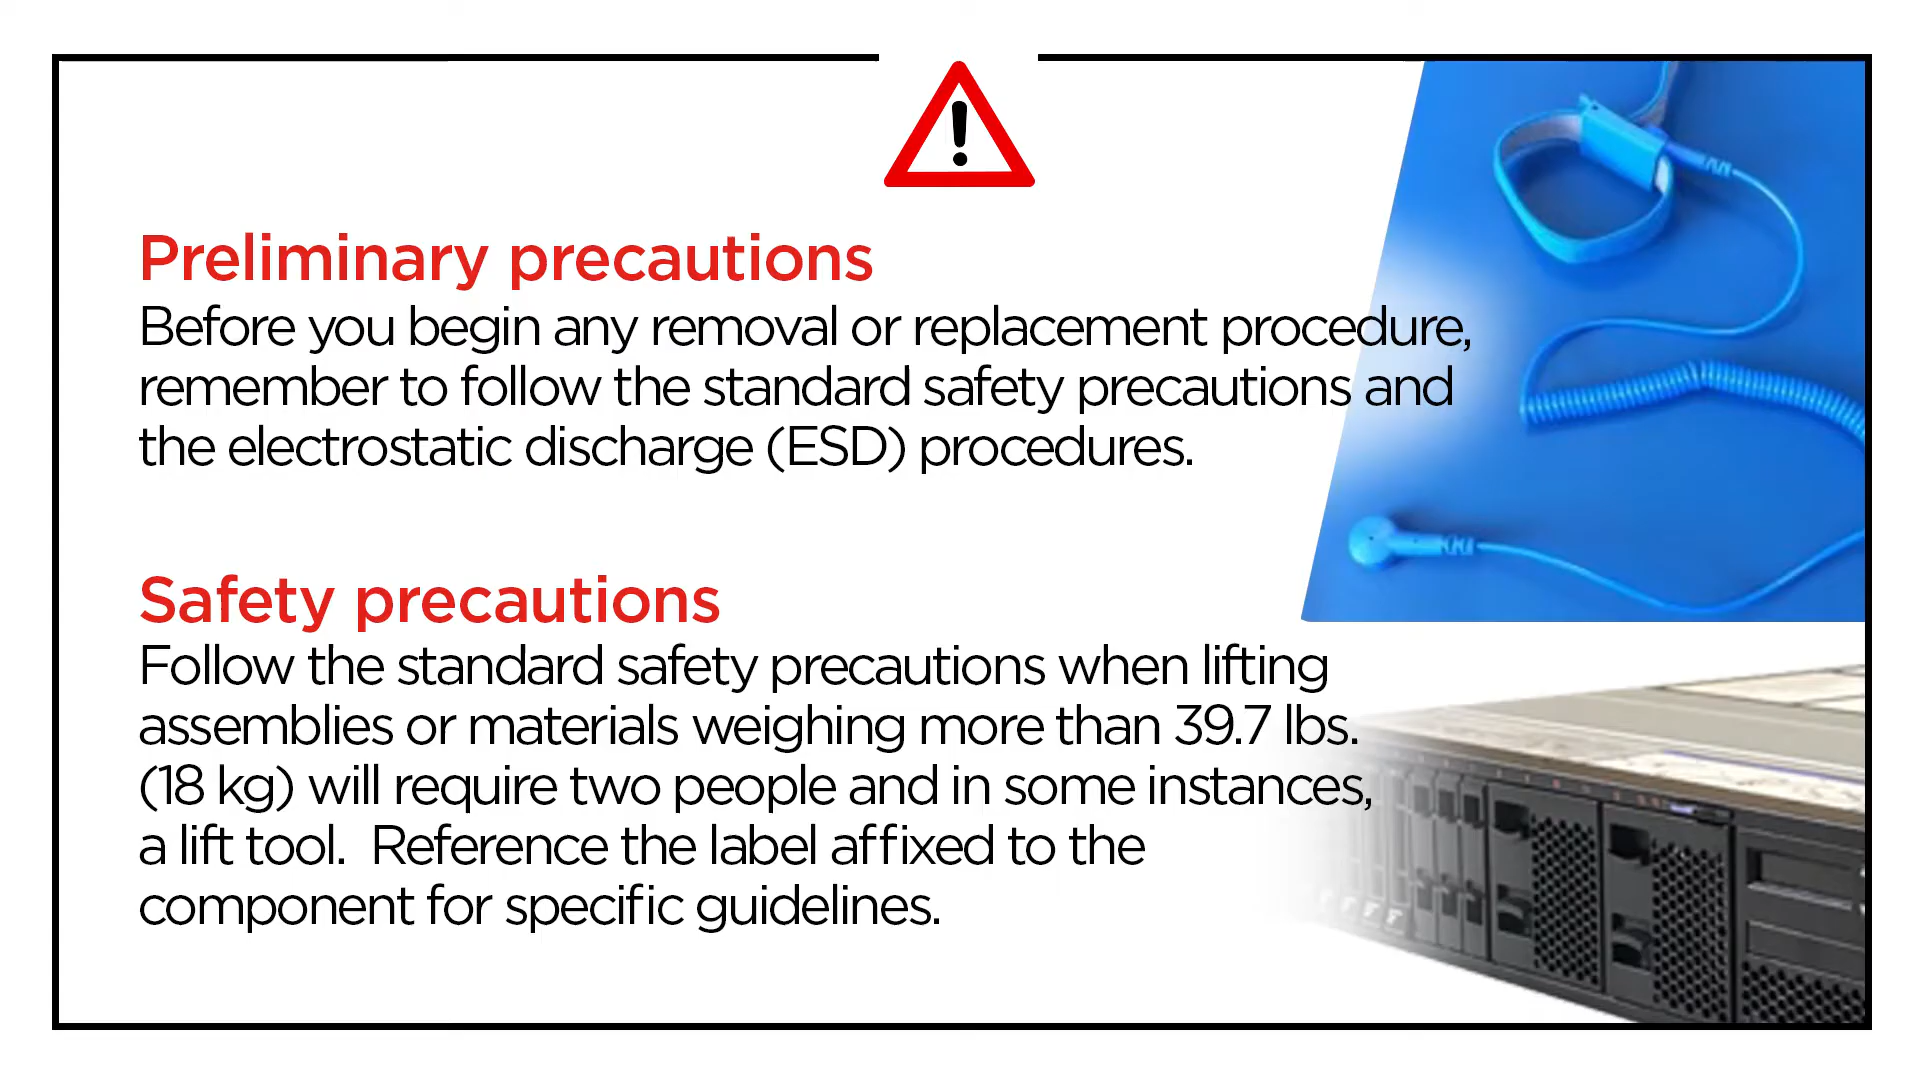 Preliminary precautions
Before you begin any removal or replacement procedure,
remember to follow the standard safety precautions and
the electrostatic discharge (ESD) procedures.
Safety precautions
Follow the standard safety precautions when lifting
assemblies or materials weighing more than 39.7 lbs.
(18 kg) will require two people and in some instances,
a lift tool.  Reference the label affixed to the
component for specific guidelines.